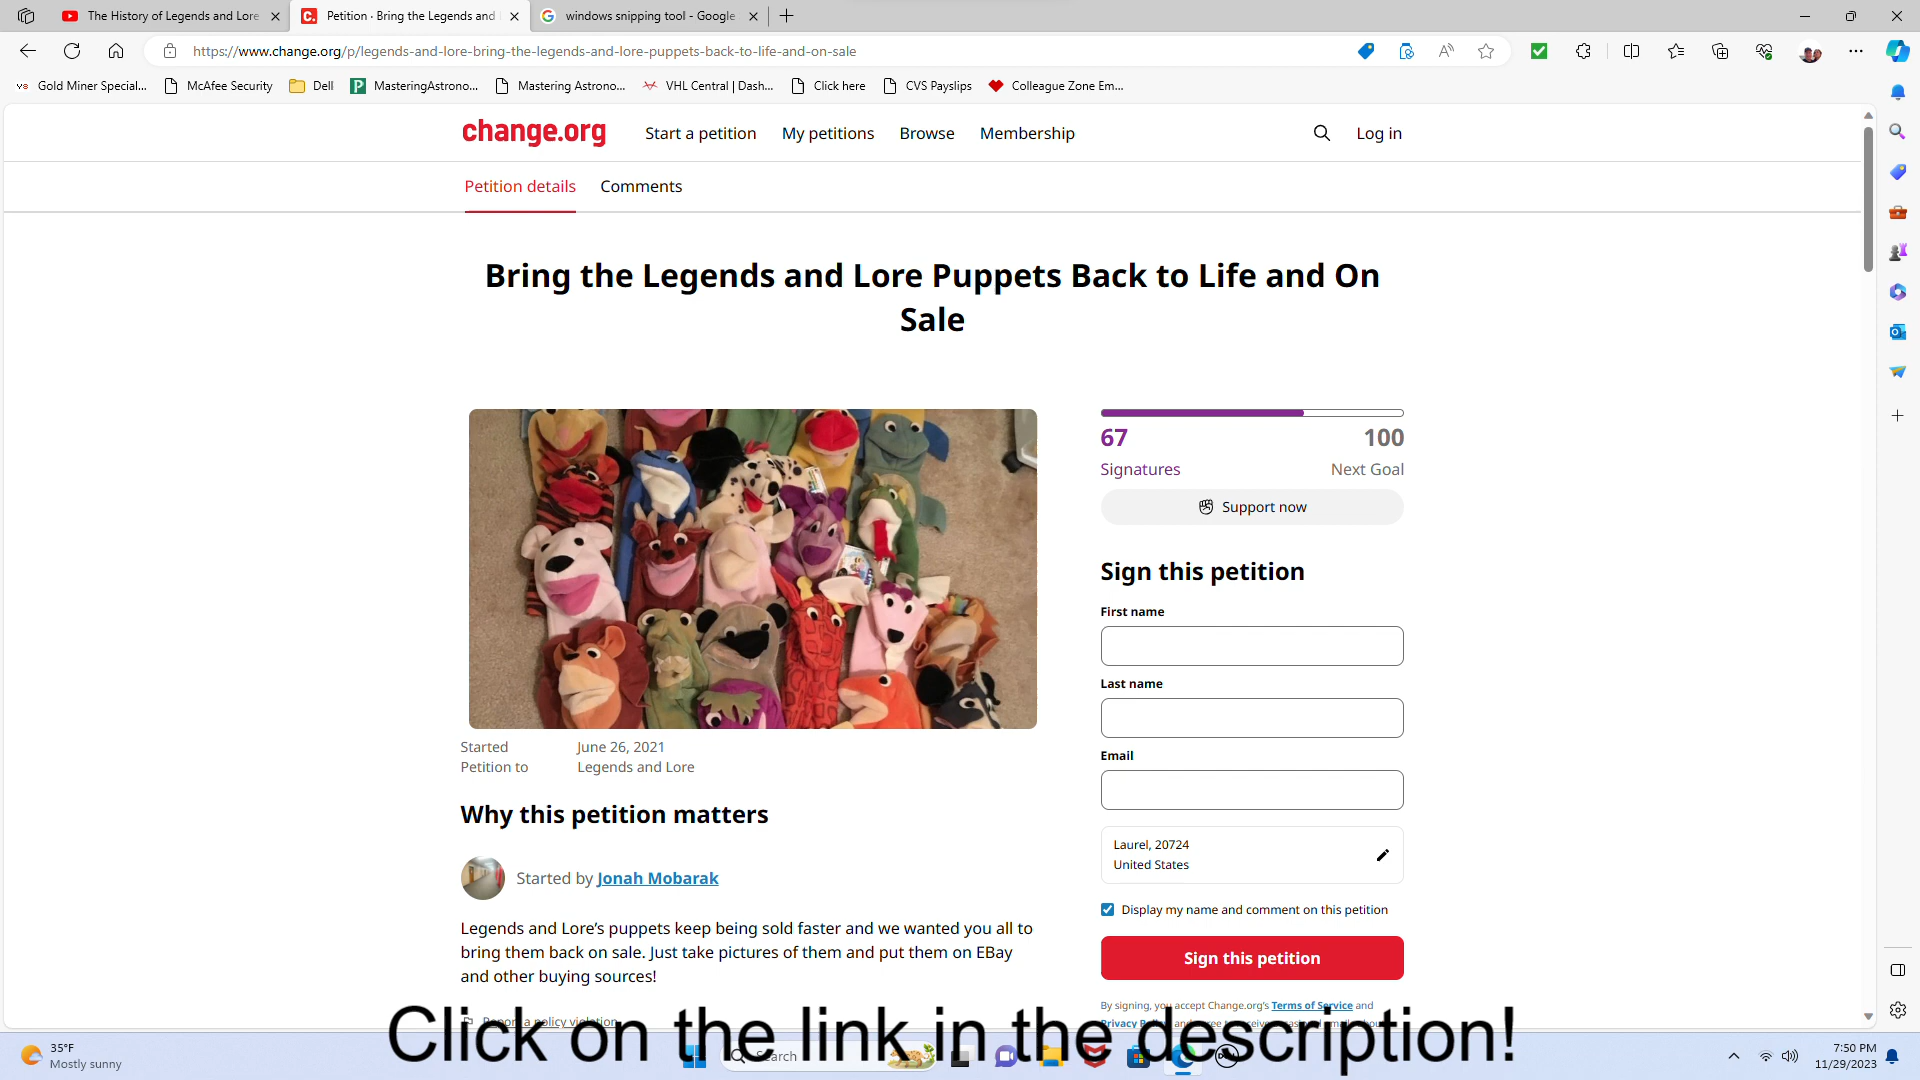 The History of Legends and Lore
Petition · Bring the Legends and L
windows snipping tool - Google
https://www.change.org/p/legends-and-lore-bring-the-legends-and-lore-puppets-back-to-life-and-on-sale
Gold Miner Special...
McAfee Security
Dell
MasteringAstrono...
Mastering Astrono...
VHL Central | Dash...
Click here
CVS Payslips
Colleague Zone Em...
change.org
Start a petition
My petitions
Browse
Membership
Log in
Petition details
Comments
Bring the Legends and Lore Puppets Back to Life and On
Sale
67
100
Signatures
Next Goal
Support now
Sign this petition
First name
Last name
Email
Laurel, 20724
United States
Display my name and comment on this petition
Sign this petition
By signing, you accept Change.org's Terms of Service and
Started June 26, 2021
Petition to Legends and Lore
Why this petition matters
Started by Jonah Mobarak
Legends and Lore's puppets keep being sold faster and we wanted you all to
bring them back on sale. Just take pictures of them and put them on EBay
and other buying sources!
Report a policy violation
Click on the link in the description!
35°F
Mostly sunny
Search
7:50 PM
11/29/2023